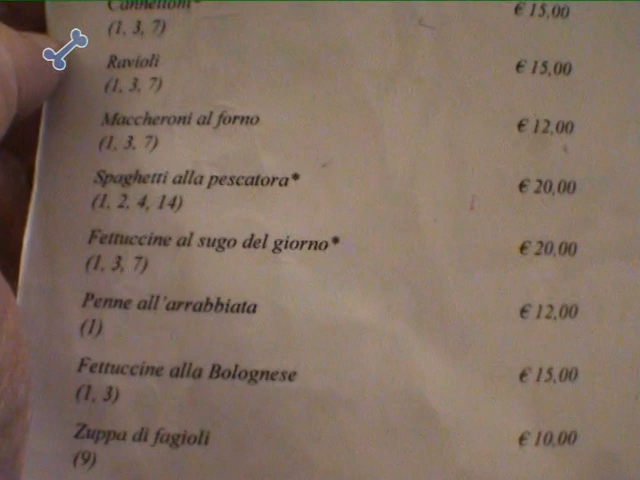 Cannelloni*
€ 15,00
(1, 3, 7)
Ravioli
€ 15,00
(1, 3, 7)
Maccheroni al forno
€ 12,00
(1, 3, 7)
Spaghetti alla pescatora*
€ 20,00
(1, 2, 4, 14)
Fettuccine al sugo del giorno*
€ 20,00
(1, 3, 7)
Penne all'arrabbiata
€ 12,00
(1)
Fettuccine alla Bolognese
€ 15,00
(1, 3)
Zuppa di fagioli
€ 10,00
(9)